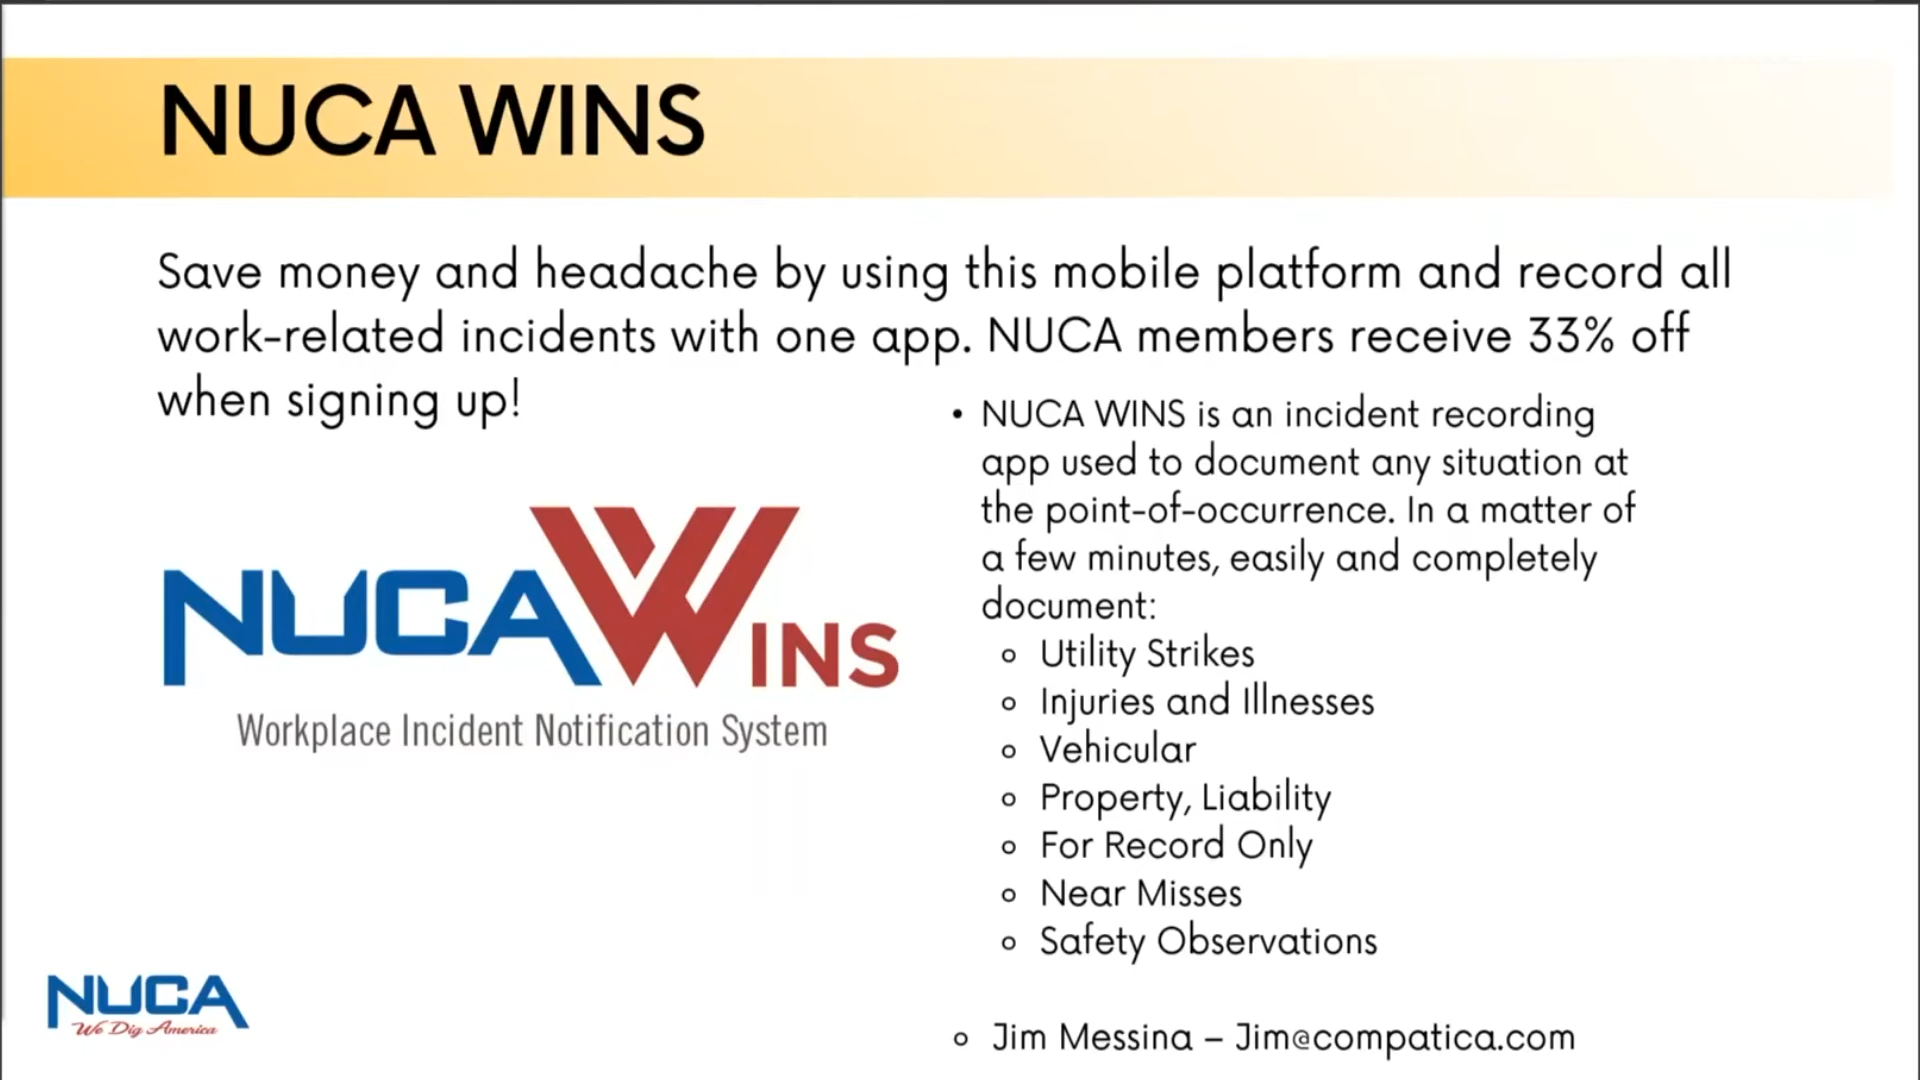 NUCA WINS
Save money and headache by using this mobile platform and record all
work-related incidents with one app. NUCA members receive 33% off
when signing up!
• NUCA WINS is an incident recording
app used to document any situation at
the point-of-occurrence. In a matter of
a few minutes, easily and completely
document:
◦ Utility Strikes
◦ Injuries and Illnesses
◦ Vehicular
◦ Property, Liability
◦ For Record Only
◦ Near Misses
◦ Safety Observations
◦ Jim Messina – Jim@compatica.com
NUCA WINS
Workplace Incident Notification System
NUCA
We Dig America